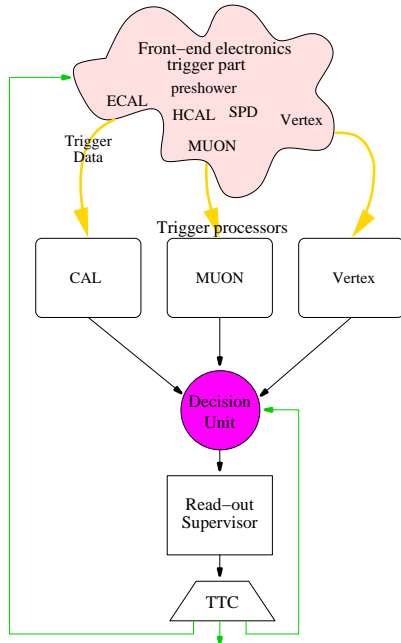 Front−end electronics
trigger part
preshower
ECAL
HCAL
SPD
Vertex
MUON
Trigger
Data
Trigger processors
CAL
MUON
Vertex
Decision
Unit
Read−out
Supervisor
TTC